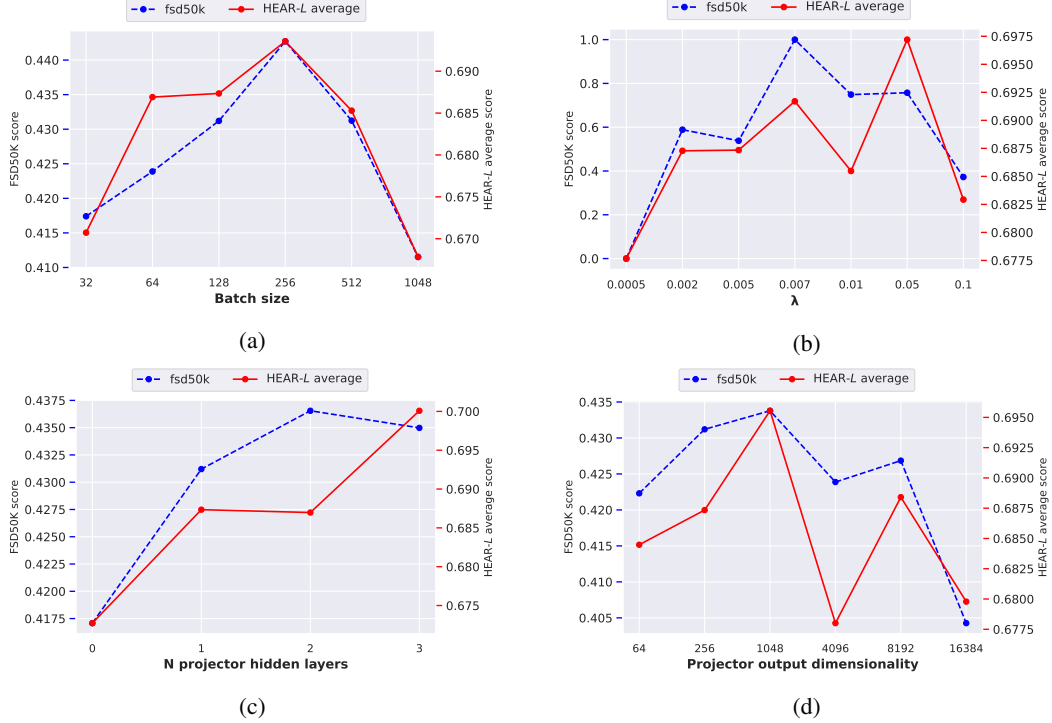 fsd50k HEAR-L average
0.440
0.435
0.430
0.425
0.420
0.415
0.410
FSD50K score
0.690
0.685
0.680
0.675
0.670
HEAR-L average score
32 64 128 256 512 1048
Batch size
(a)
fsd50k HEAR-L average
1.0
0.8
0.6
0.4
0.2
0.0
FSD50K score
0.6975
0.6950
0.6925
0.6900
0.6875
0.6850
0.6825
0.6800
0.6775
HEAR-L average score
0.0005 0.002 0.005 0.007 0.01 0.05 0.1
λ
(b)
fsd50k HEAR-L average
0.4375
0.4350
0.4325
0.4300
0.4275
0.4250
0.4225
0.4200
0.4175
FSD50K score
0.700
0.695
0.690
0.685
0.680
0.675
HEAR-L average score
0 1 2 3
N projector hidden layers
(c)
fsd50k HEAR-L average
0.435
0.430
0.425
0.420
0.415
0.410
0.405
FSD50K score
0.6950
0.6925
0.6900
0.6875
0.6850
0.6825
0.6800
0.6775
HEAR-L average score
64 256 1048 4096 8192 16384
Projector output dimensionality
(d)